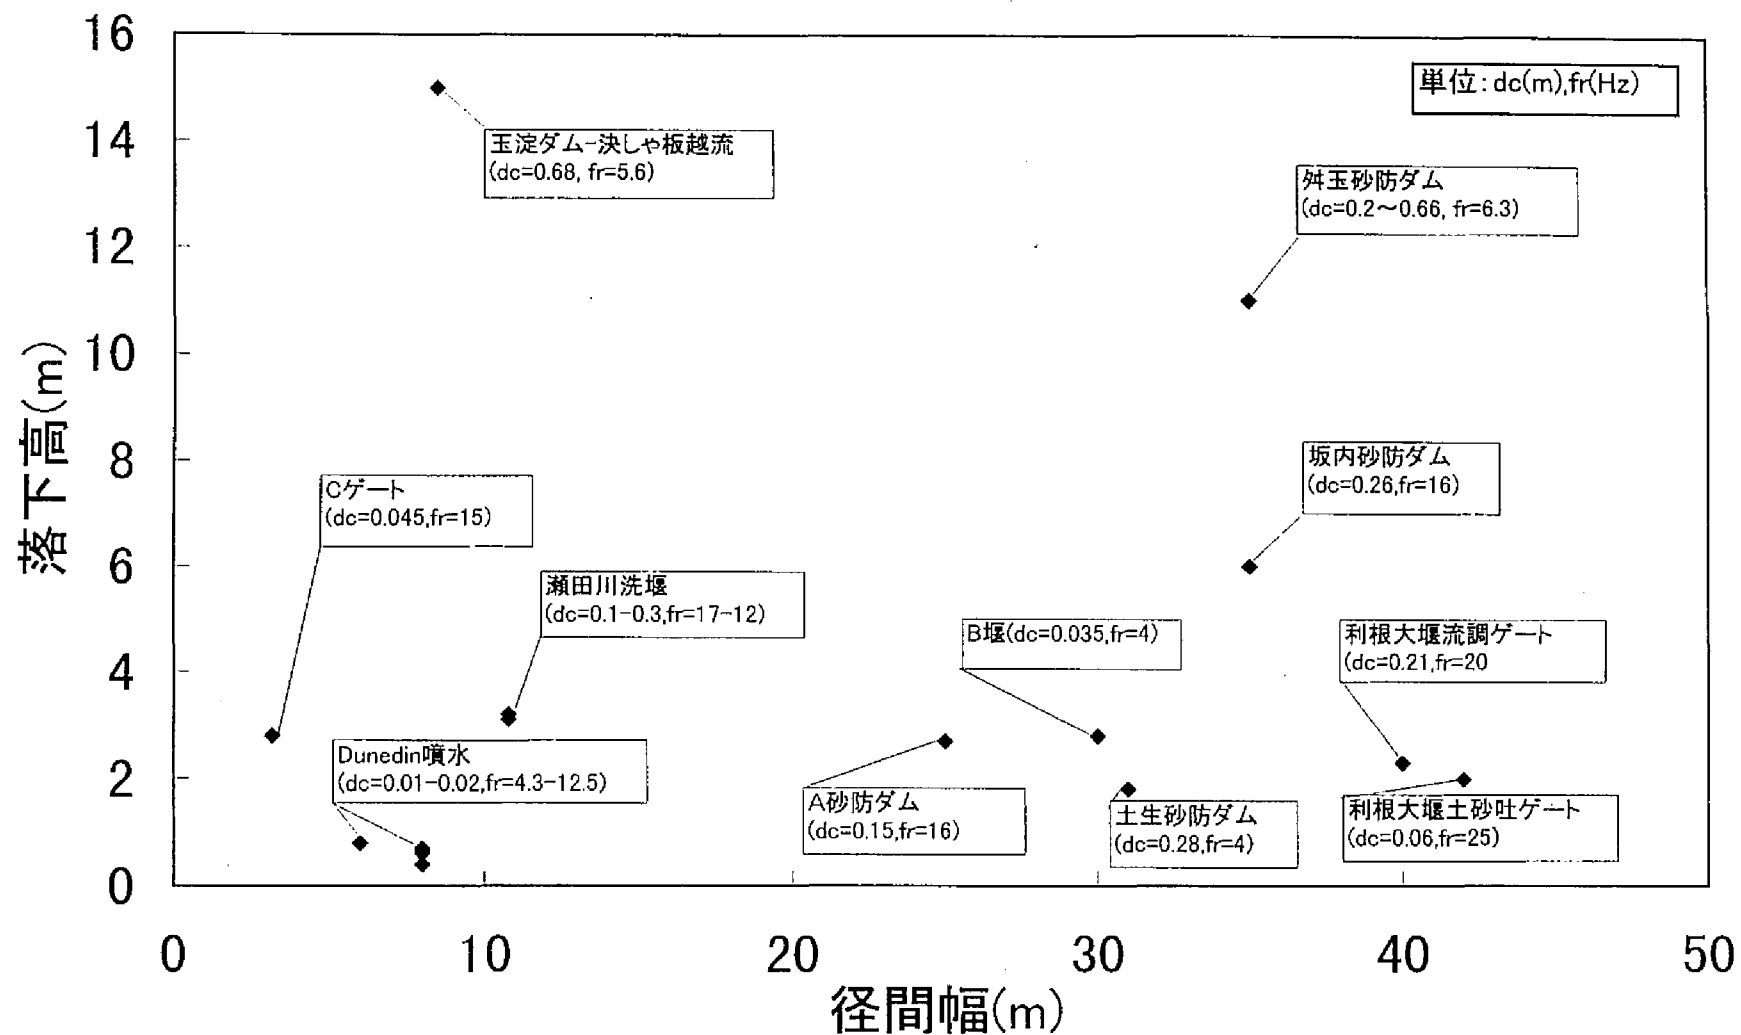 16
14
12
10
8
6
4
2
0
落下高(m)
単位：dc(m),fr(Hz)
玉淀ダム-決しゃ板越流
(dc=0.68, fr=5.6)
舛玉砂防ダム
(dc=0.2～0.66, fr=6.3)
坂内砂防ダム
(dc=0.26,fr=16)
Cゲート
(dc=0.045,fr=15)
瀬田川洗堰
(dc=0.1-0.3,fr=17-12)
B堰(dc=0.035,fr=4)
利根大堰流調ゲート
(dc=0.21,fr=20
Dunedin噴水
(dc=0.01-0.02,fr=4.3-12.5)
A砂防ダム
(dc=0.15,fr=16)
土生砂防ダム
(dc=0.28,fr=4)
利根大堰土砂吐ゲート
(dc=0.06,fr=25)
0 10 20 30 40 50
径間幅(m)